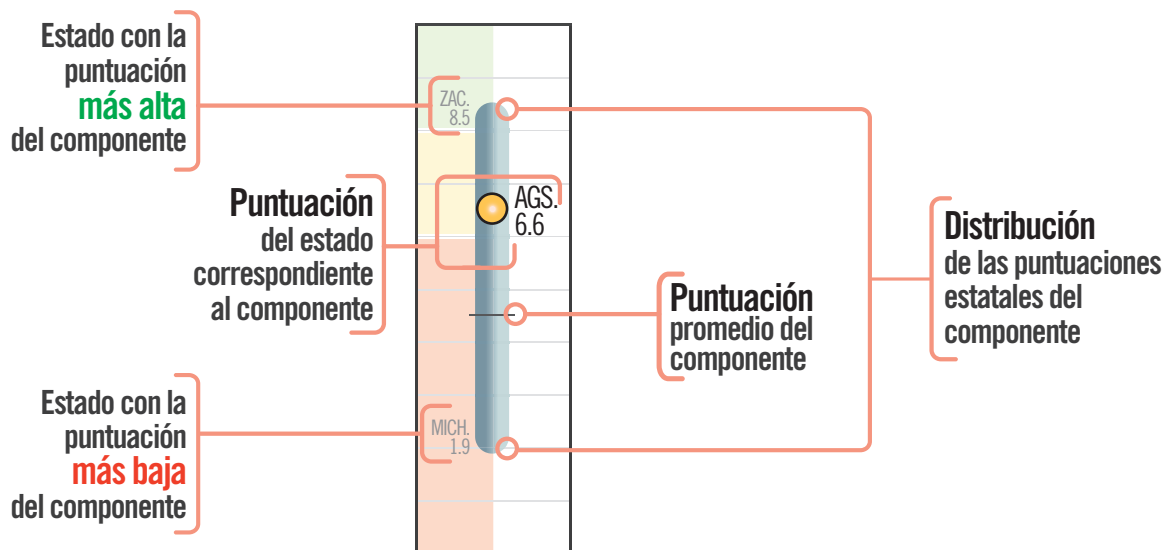 Estado con la
puntuación
más alta
del componente
ZAC.
8.5
Puntuación
del estado
correspondiente
al componente
AGS.
6.6
Puntuación
promedio del
componente
Distribución
de las puntuaciones
estatales del
componente
Estado con la
puntuación
más baja
del componente
MICH.
1.9